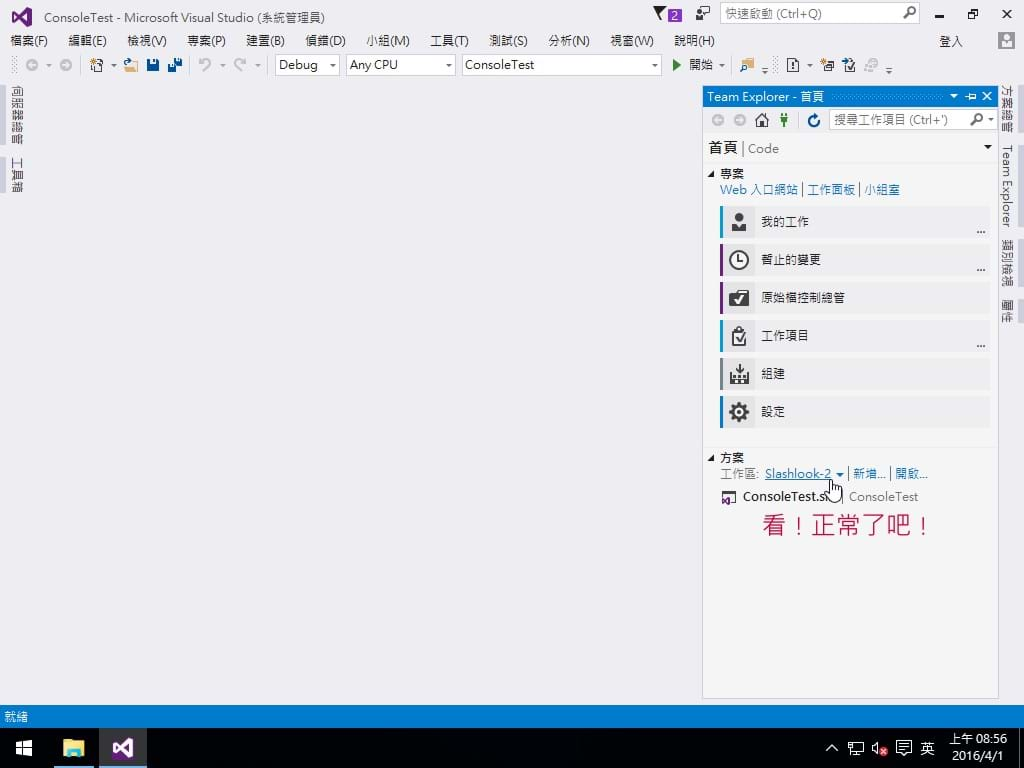 ConsoleTest - Microsoft Visual Studio (系統管理員)
2
快速啟動 (Ctrl+Q)
檔案(F) 編輯(E) 檢視(V) 專案(P) 建置(B) 偵錯(D) 小組(M) 工具(T) 測試(S) 分析(N) 視窗(W) 說明(H)
登入
Debug
Any CPU
ConsoleTest
開始
伺服器總管
工具箱
Team Explorer - 首頁
搜尋工作項目 (Ctrl+')
首頁 | Code
專案
Web 入口網站 | 工作面板 | 小組室
我的工作
...
暫止的變更
...
原始檔控制總管
工作項目
...
組建
設定
方案
工作區: Slashlook-2 | 新增... | 開啟...
ConsoleTest.s | ConsoleTest
看！正常了吧！
方案總管
Team Explorer
類別檢視
屬性
就緒
英
上午 08:56
2016/4/1